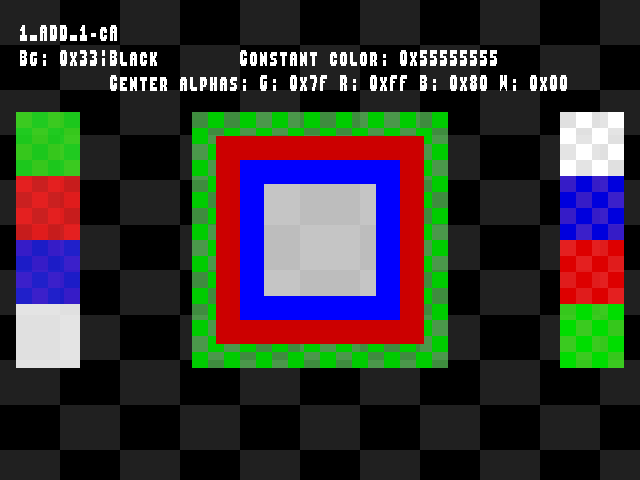 1_ADD_1-cA
Bg: 0x33¦Black Constant color: 0x55555555
Center alphas: G: 0x7f R: 0xff B: 0x80 W: 0x00